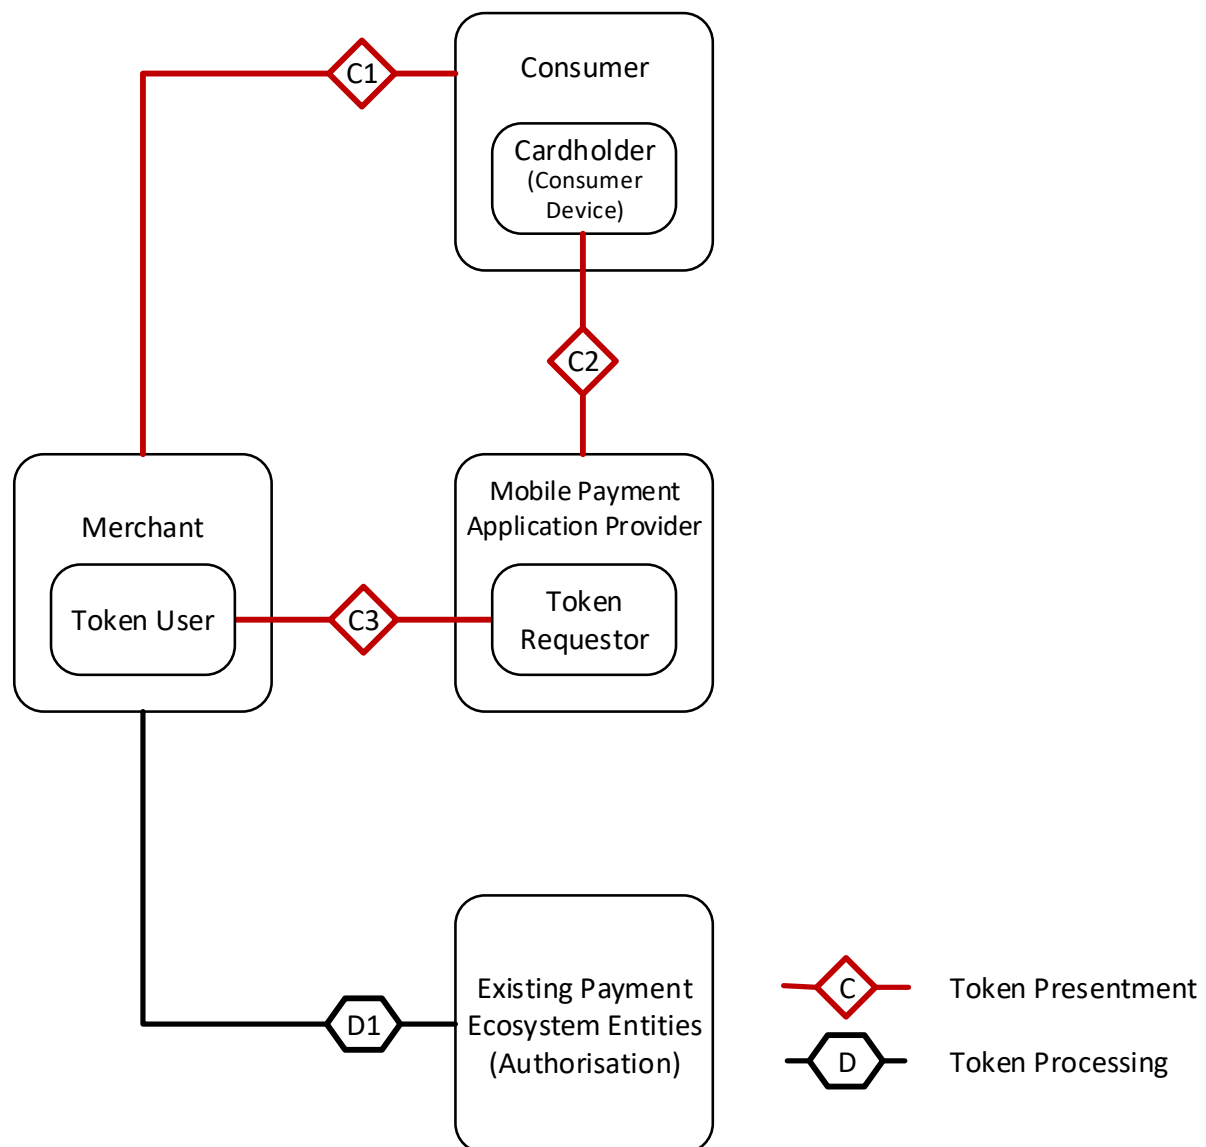 C1
Consumer
Cardholder
(Consumer
Device)
C2
Merchant
Token User
C3
Mobile Payment
Application Provider
Token
Requestor
D1
Existing Payment
Ecosystem Entities
(Authorisation)
C
Token Presentment
D
Token Processing